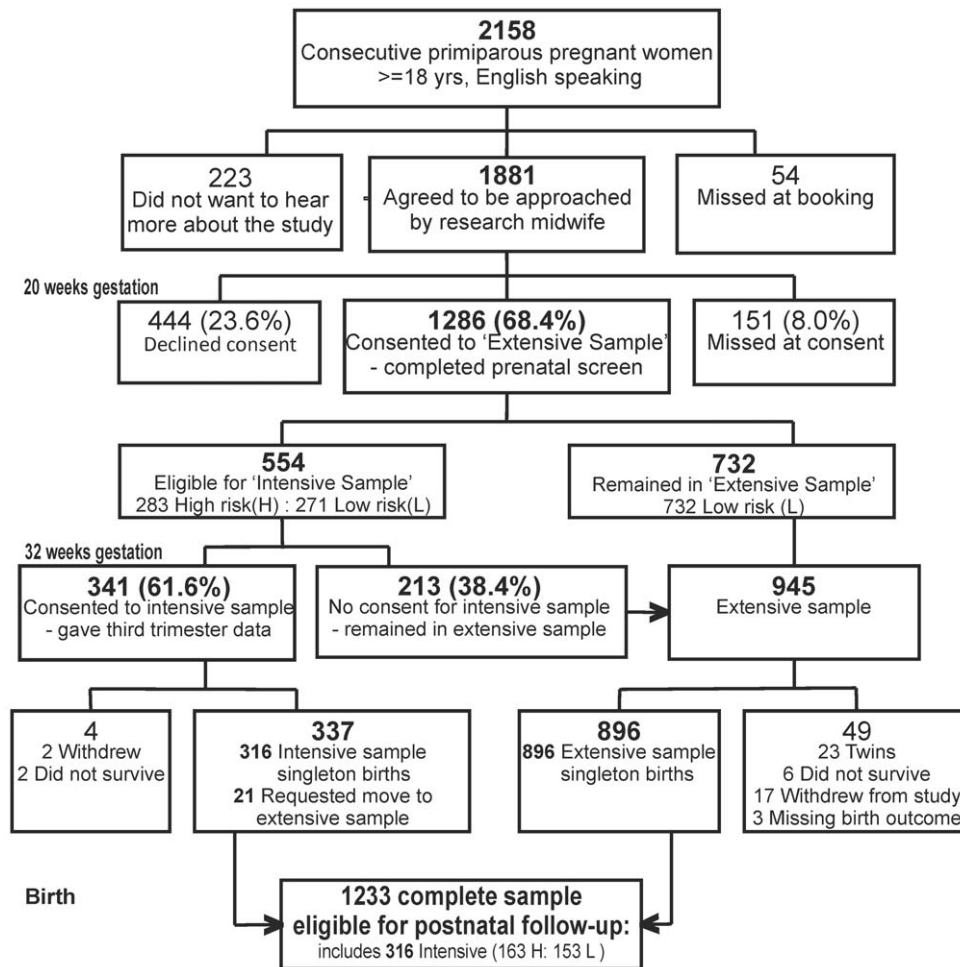 2158
Consecutive primiparous pregnant women
>=18 yrs, English speaking
223
Did not want to hear
more about the study
1881
Agreed to be approached
by research midwife
54
Missed at booking
20 weeks gestation
444 (23.6%)
Declined consent
1286 (68.4%)
Consented to ‘Extensive Sample’
- completed prenatal screen
151 (8.0%)
Missed at consent
554
Eligible for ‘Intensive Sample’
283 High risk(H) : 271 Low risk(L)
732
Remained in ‘Extensive Sample’
732 Low risk (L)
32 weeks gestation
341 (61.6%)
Consented to intensive sample
- gave third trimester data
213 (38.4%)
No consent for intensive sample
- remained in extensive sample
945
Extensive sample
4
2 Withdrew
2 Did not survive
337
316 Intensive sample
singleton births
21 Requested move to
extensive sample
896
896 Extensive sample
singleton births
49
23 Twins
6 Did not survive
17 Withdrew from study
3 Missing birth outcome
Birth
1233 complete sample
eligible for postnatal follow-up:
includes 316 Intensive (163 H: 153 L )